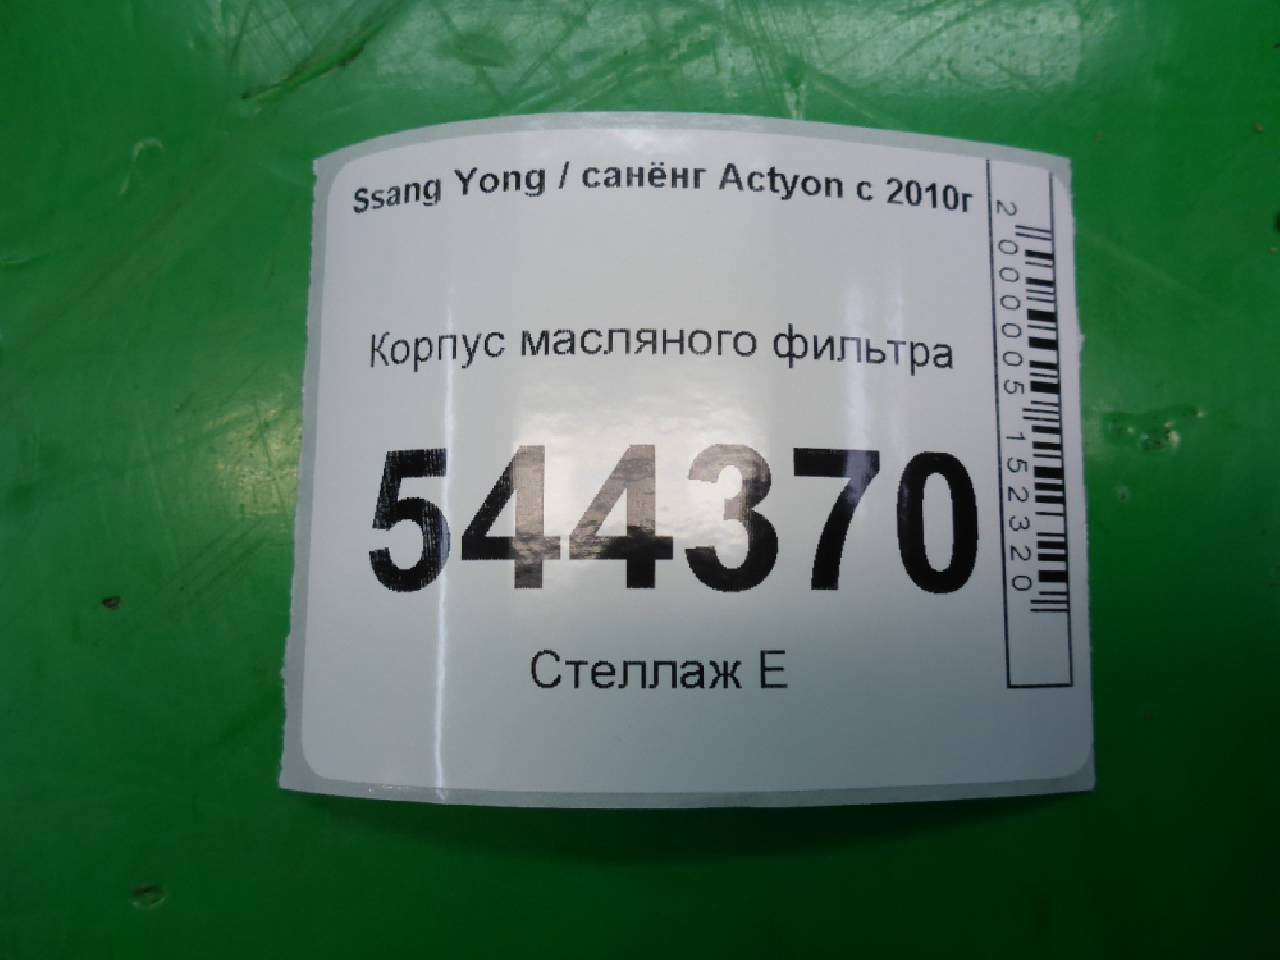 Ssang Yong / санёнг Actyon с 2010г
Корпус масляного фильтра
544370
Стеллаж Е
2000005152320